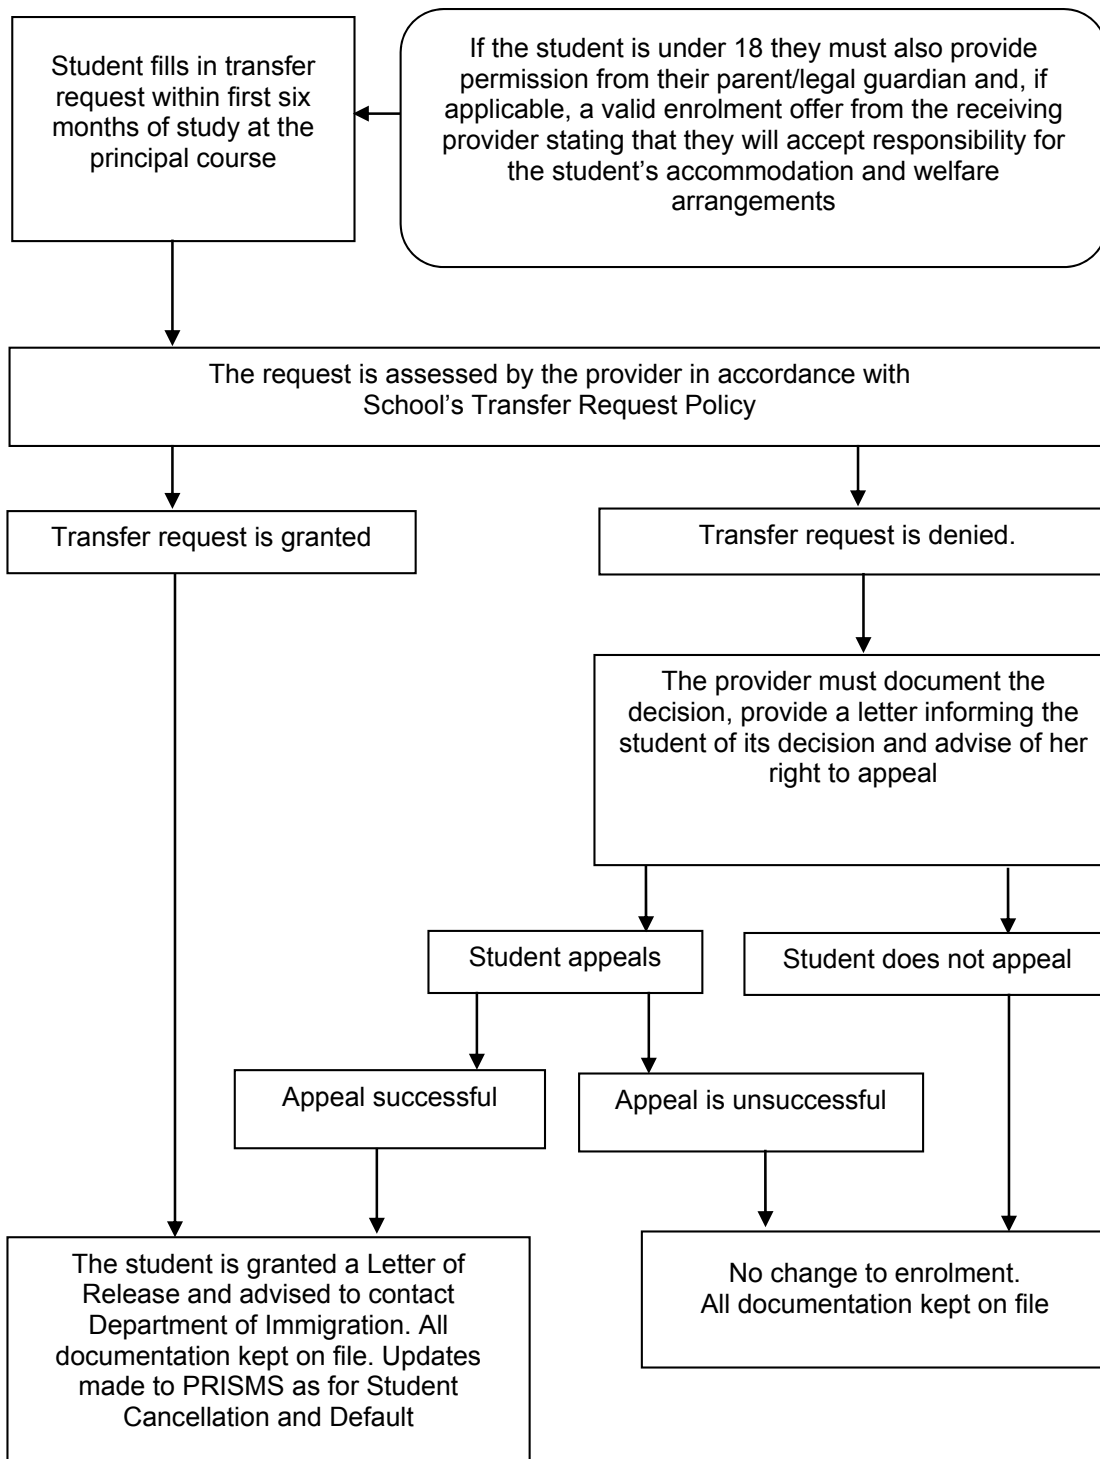 Student fills in transfer
request within first six
months of study at the
principal course
If the student is under 18 they must also provide
permission from their parent/legal guardian and, if
applicable, a valid enrolment offer from the receiving
provider stating that they will accept responsibility for
the student’s accommodation and welfare
arrangements
The request is assessed by the provider in accordance with
School’s Transfer Request Policy
Transfer request is granted
Transfer request is denied.
The provider must document the
decision, provide a letter informing the
student of its decision and advise of her
right to appeal
Student appeals
Student does not appeal
Appeal successful
Appeal is unsuccessful
The student is granted a Letter of
Release and advised to contact
Department of Immigration. All
documentation kept on file. Updates
made to PRISMS as for Student
Cancellation and Default
No change to enrolment.
All documentation kept on file